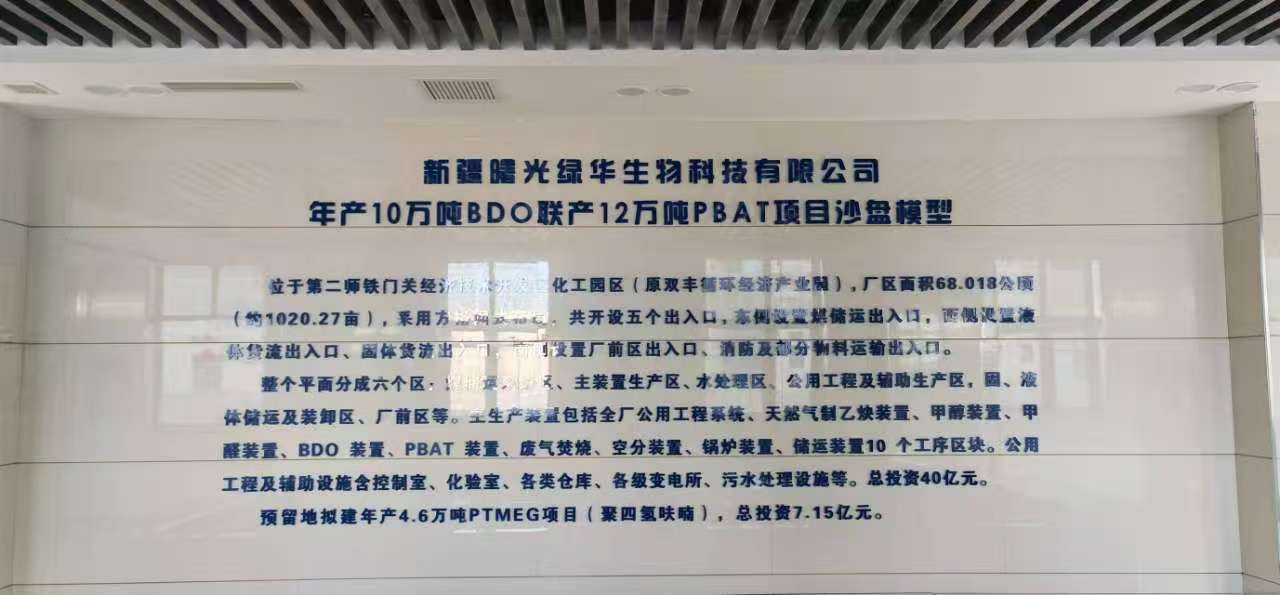 新疆曙光绿华生物科技有限公司
年产10万吨BDO联产12万吨PBAT项目沙盘模型
位于第二师铁门关经济技术开发区化工园区（原双丰循环经济产业园），厂区面积68.018公顷
（约1020.27亩），采用方，共开设五个出入口，东侧设置煤储运出入口，西侧设置液
体货流出入口、固体货流出入口，侧设置厂前区出入口、消防及部分物料运输出入口。
整个平面分成六个区：区、主装置生产区、水处理区、公用工程及辅助生产区，固、液
体储运及装卸区、厂前区等。主生产装置包括全厂公用工程系统、天然气制乙炔装置、甲醇装置、甲
醛装置、BDO 装置、PBAT 装置、废气焚烧、空分装置、锅炉装置、储运装置10 个工序区块。公用
工程及辅助设施含控制室、化验室、各类仓库、各级变电所、污水处理设施等。总投资40亿元。
预留地拟建年产4.6万吨PTMEG项目（聚四氢呋喃），总投资7.15亿元。